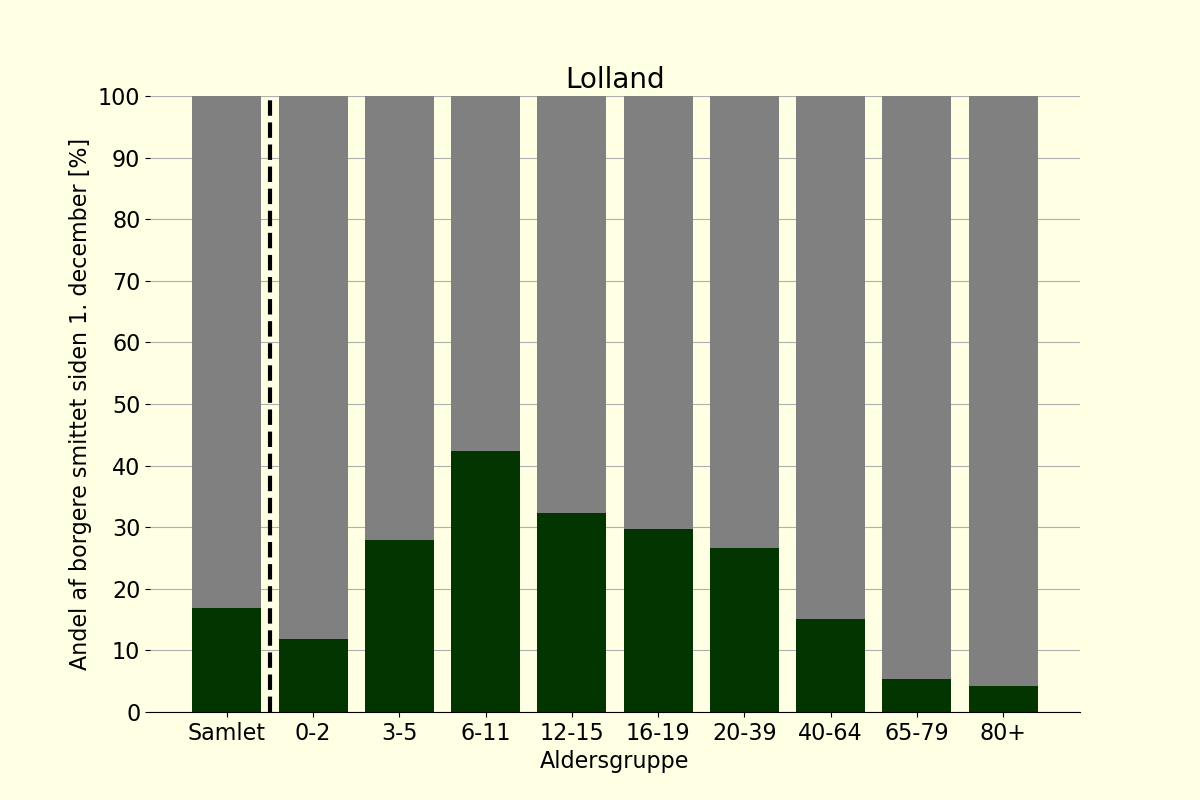 Lolland
Andel af borgere smittet siden 1. december [%]
100
90
80
70
60
50
40
30
20
10
0
Samlet 0-2 3-5 6-11 12-15 16-19 20-39 40-64 65-79 80+
Aldersgruppe